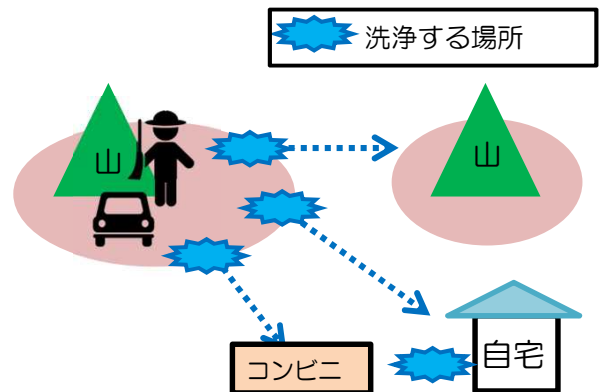 洗浄する場所
山
山
コンビニ
自宅